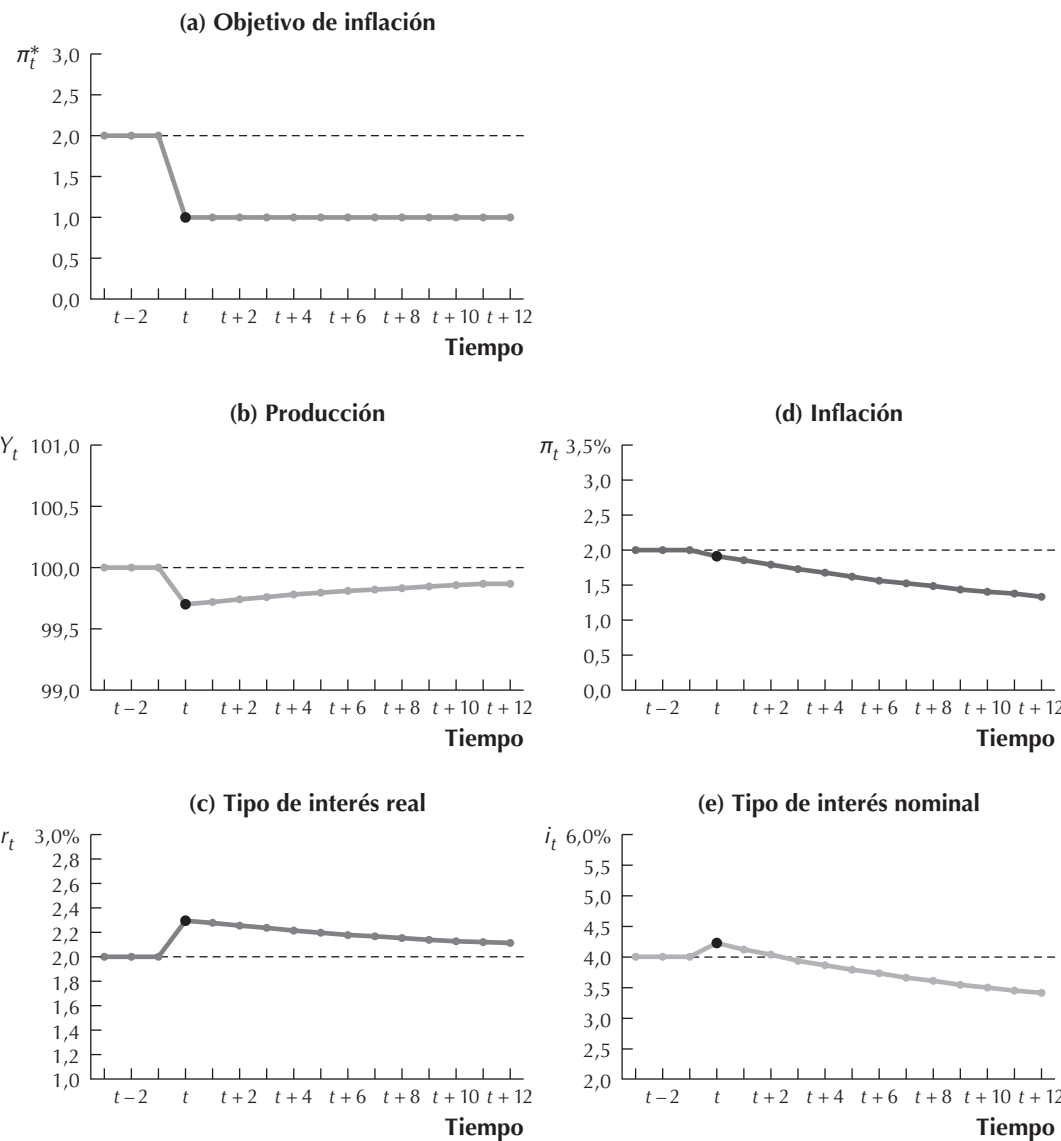 (a) Objetivo de inflación
π*t
3,0
2,5
2,0
1,5
1,0
0,5
0,0
t – 2 t t + 2 t + 4 t + 6 t + 8 t + 10 t + 12
Tiempo
(b) Producción
Yt 101,0
100,5
100,0
99,5
99,0
t – 2 t t + 2 t + 4 t + 6 t + 8 t + 10 t + 12
Tiempo
(d) Inflación
πt 3,5%
3,0
2,5
2,0
1,5
1,0
0,5
0,0
t – 2 t t + 2 t + 4 t + 6 t + 8 t + 10 t + 12
Tiempo
(c) Tipo de interés real
rt 3,0%
2,8
2,6
2,4
2,2
2,0
1,8
1,6
1,4
1,2
1,0
t – 2 t t + 2 t + 4 t + 6 t + 8 t + 10 t + 12
Tiempo
(e) Tipo de interés nominal
it 6,0%
5,5
5,0
4,5
4,0
3,5
3,0
2,5
2,0
t – 2 t t + 2 t + 4 t + 6 t + 8 t + 10 t + 12
Tiempo